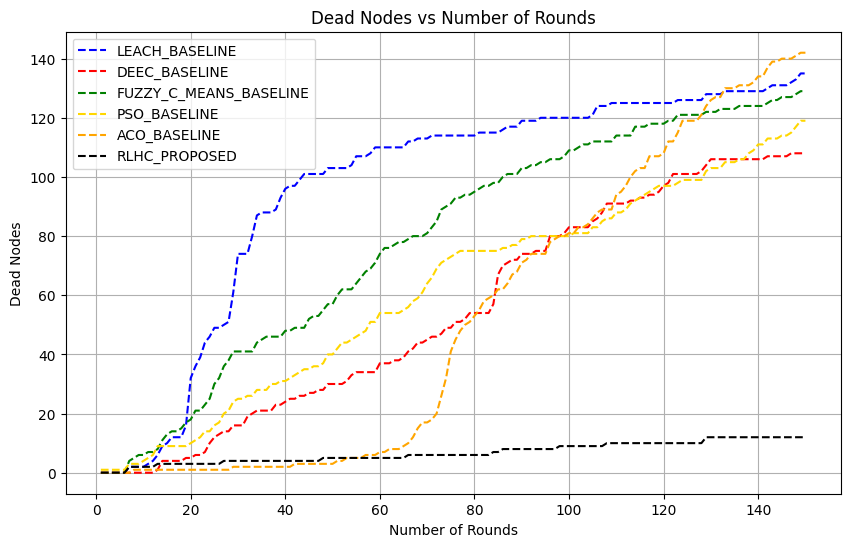 Dead Nodes vs Number of Rounds
LEACH_BASELINE
DEEC_BASELINE
FUZZY_C_MEANS_BASELINE
PSO_BASELINE
ACO_BASELINE
RLHC_PROPOSED
Dead Nodes
140
120
100
80
60
40
20
0
0 20 40 60 80 100 120 140
Number of Rounds